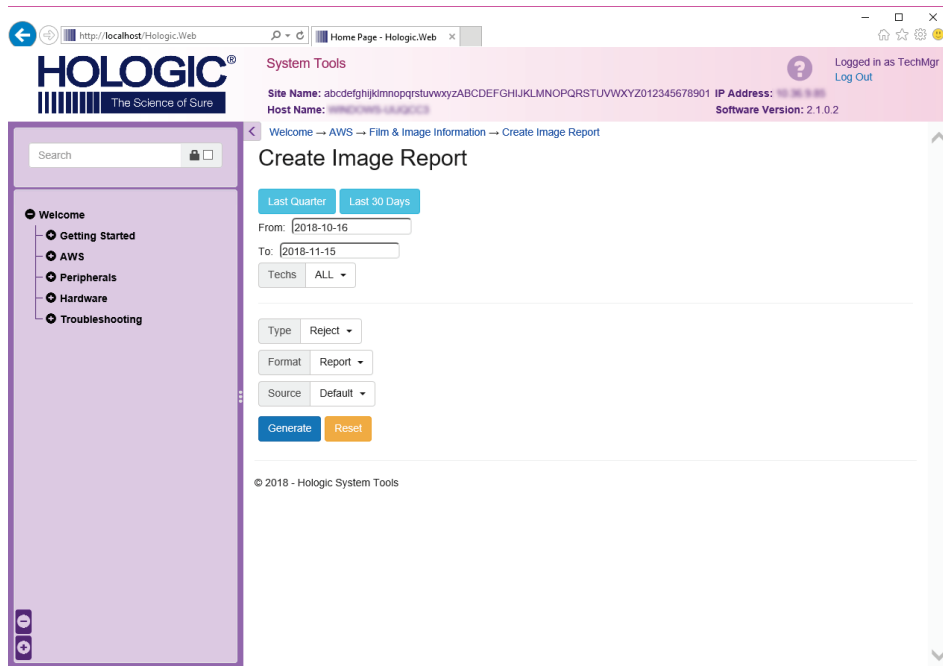 http://localhost/Hologic.Web
Home Page - Hologic.Web
HOLOGIC®
The Science of Sure
System Tools
Logged in as TechMgr
Log Out
Site Name: abcdefghijklmnopqrstuvwxyzABCDEFGHIJKLMNOPQRSTUVWXYZ012345678901 IP Address:
Host Name:
Software Version: 2.1.0.2
Welcome → AWS → Film & Image Information → Create Image Report
Search
Create Image Report
Last Quarter Last 30 Days
Welcome
From: 2018-10-16
Getting Started
To: 2018-11-15
AWS
Techs ALL
Peripherals
Hardware
Troubleshooting
Type Reject
Format Report
Source Default
Generate Reset
© 2018 - Hologic System Tools